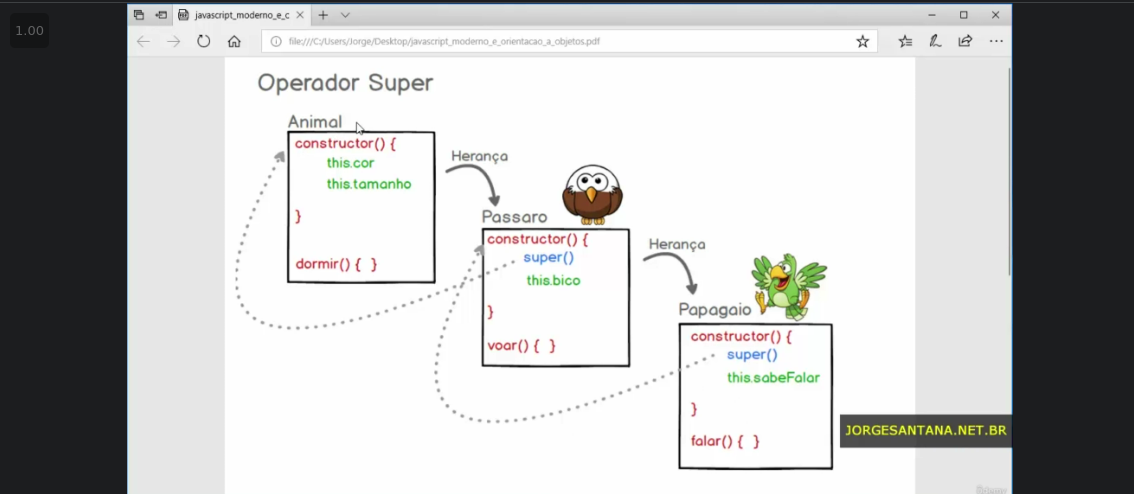 1.00
javascript_moderno_e_c
file:///C:/Users/Jorge/Desktop/javascript_moderno_e_orientacao_a_objetos.pdf
Operador Super
Animal
constructor() {
this.cor
this.tamanho
}
dormir() { }
Herança
Passaro
constructor() {
super()
this.bico
}
voar() { }
Herança
Papagaio
constructor() {
super()
this.sabeFalar
}
falar() { }
JORGESANTANA.NET.BR
Udemy